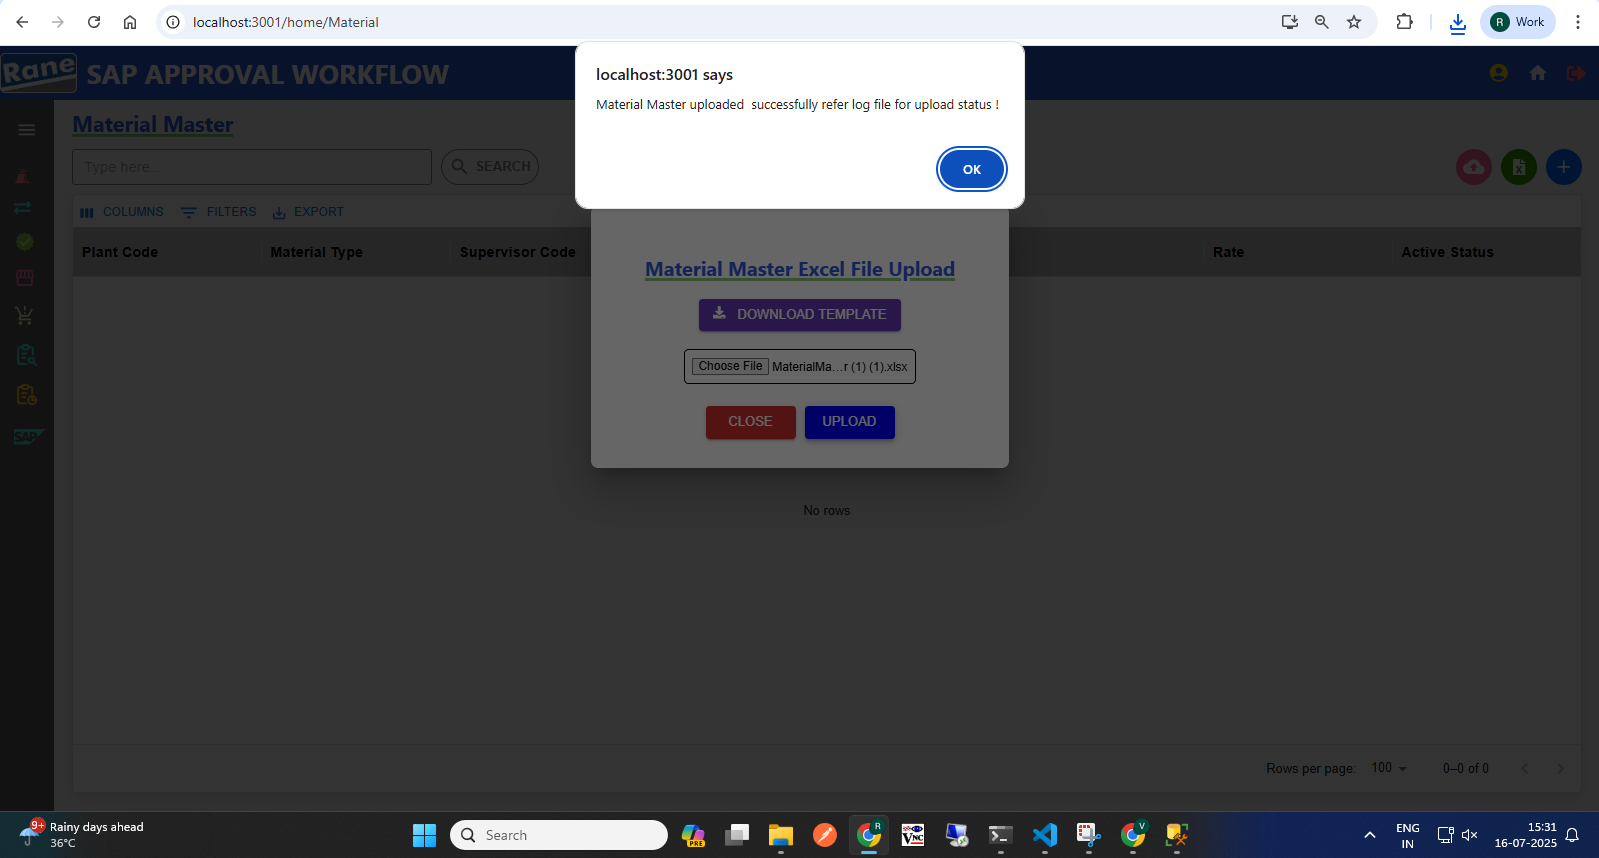 localhost:3001/home/Material
R Work
localhost:3001 says
Material Master uploaded  successfully refer log file for upload status !
OK
Rane
SAP APPROVAL WORKFLOW
Material Master
Type here...
SEARCH
COLUMNS
FILTERS
EXPORT
Plant Code
Material Type
Supervisor Code
Rate
Active Status
Material Master Excel File Upload
DOWNLOAD TEMPLATE
Choose File MaterialMa...r (1) (1).xlsx
CLOSE
UPLOAD
SAP
No rows
Rows per page: 100
0–0 of 0
9+
Rainy days ahead
36°C
Search
PRE
R
VNC
V
ENG
IN
15:31
16-07-2025